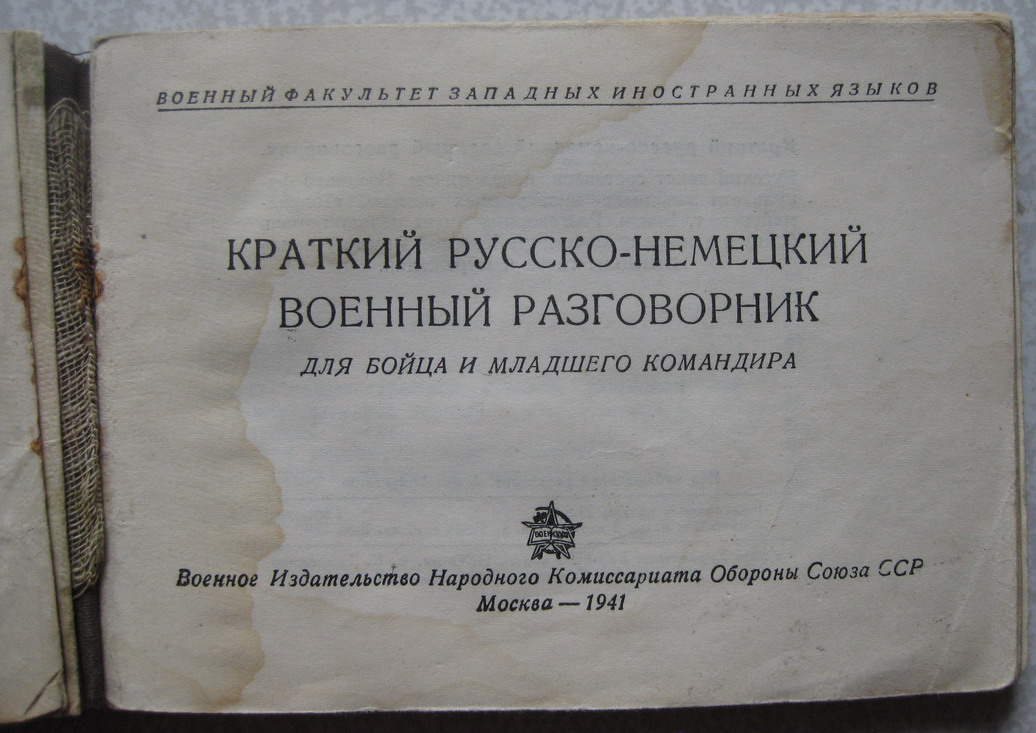 ВОЕННЫЙ ФАКУЛЬТЕТ ЗАПАДНЫХ ИНОСТРАННЫХ ЯЗЫКОВ
КРАТКИЙ РУССКО-НЕМЕЦКИЙ
ВОЕННЫЙ РАЗГОВОРНИК
ДЛЯ БОЙЦА И МЛАДШЕГО КОМАНДИРА
Военное Издательство Народного Комиссариата Обороны Союза ССР
Москва — 1941